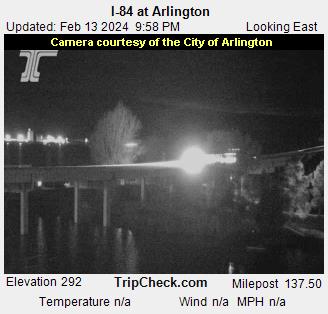 I-84 at Arlington
Updated: Feb 13 2024 9:58 PM Looking East
Camera courtesy of the City of Arlington
Elevation 292 TripCheck.com Milepost 137.50
Temperature n/a Wind n/a MPH n/a